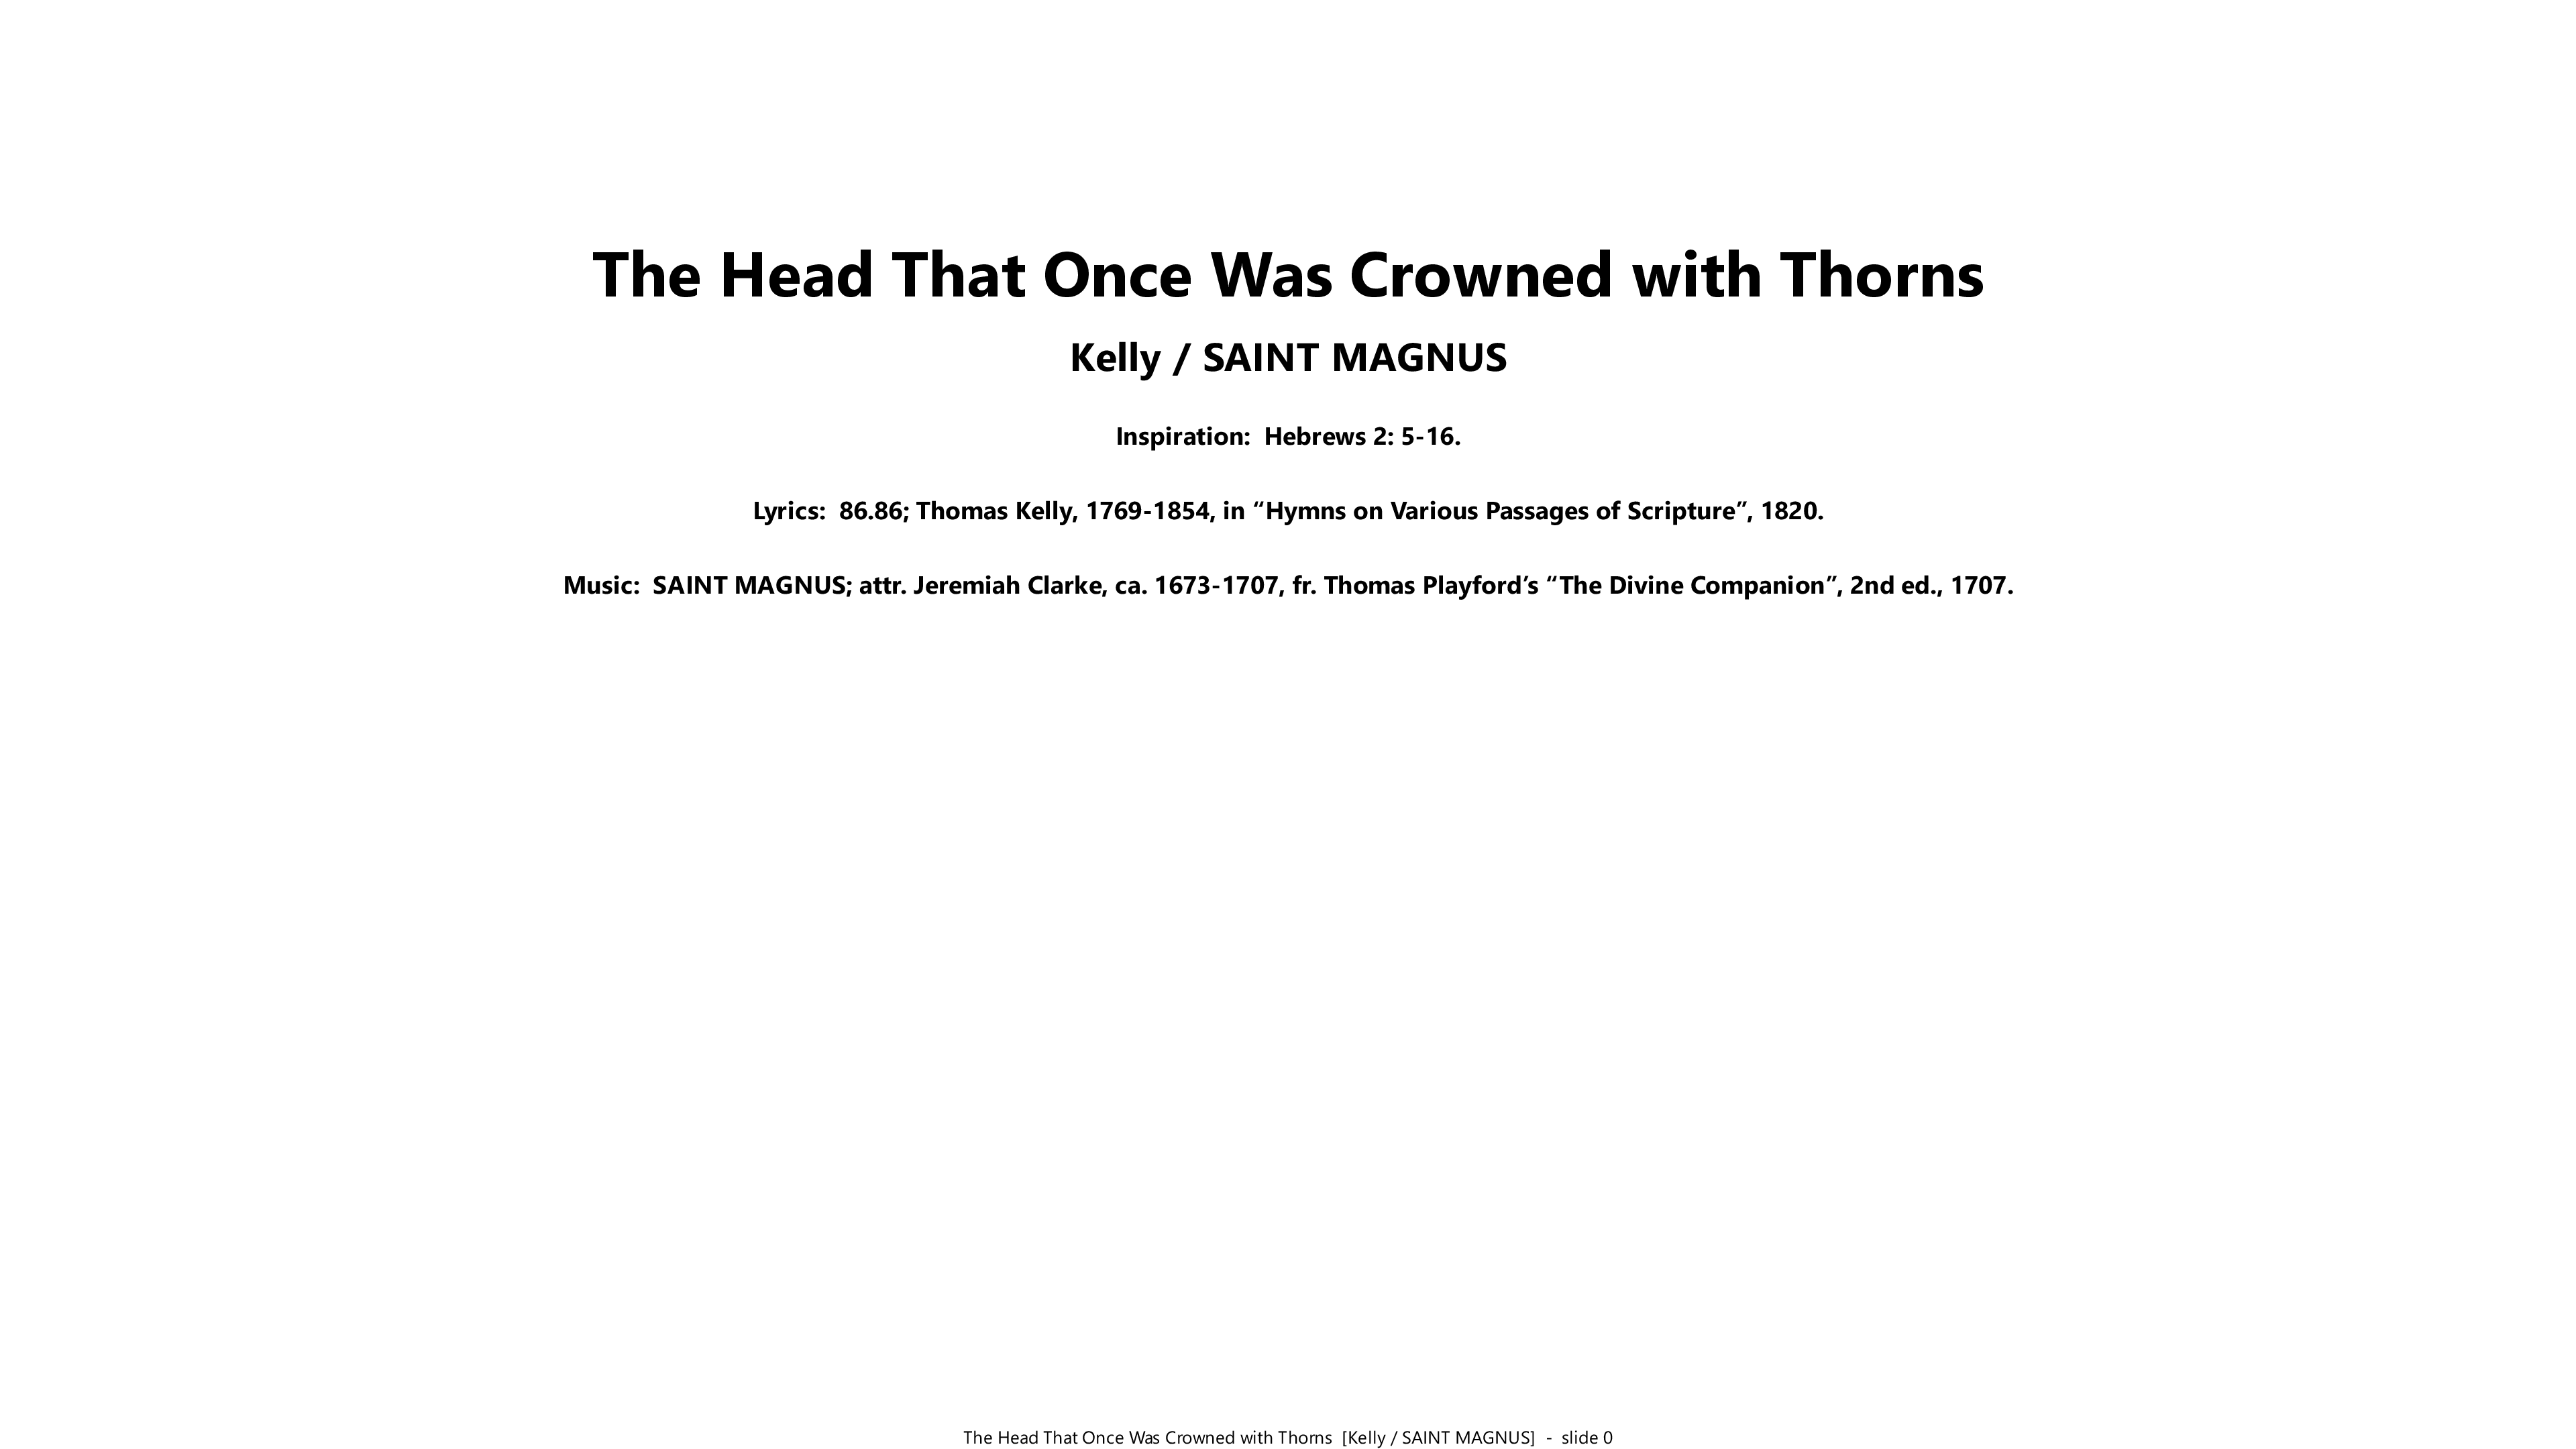 The Head That Once Was Crowned with Thorns
Kelly / SAINT MAGNUS
Inspiration:  Hebrews 2: 5-16.
Lyrics:  86.86; Thomas Kelly, 1769-1854, in “Hymns on Various Passages of Scripture”, 1820.
Music:  SAINT MAGNUS; attr. Jeremiah Clarke, ca. 1673-1707, fr. Thomas Playford’s “The Divine Companion”, 2nd ed., 1707.
The Head That Once Was Crowned with Thorns  [Kelly / SAINT MAGNUS]  -  slide 0